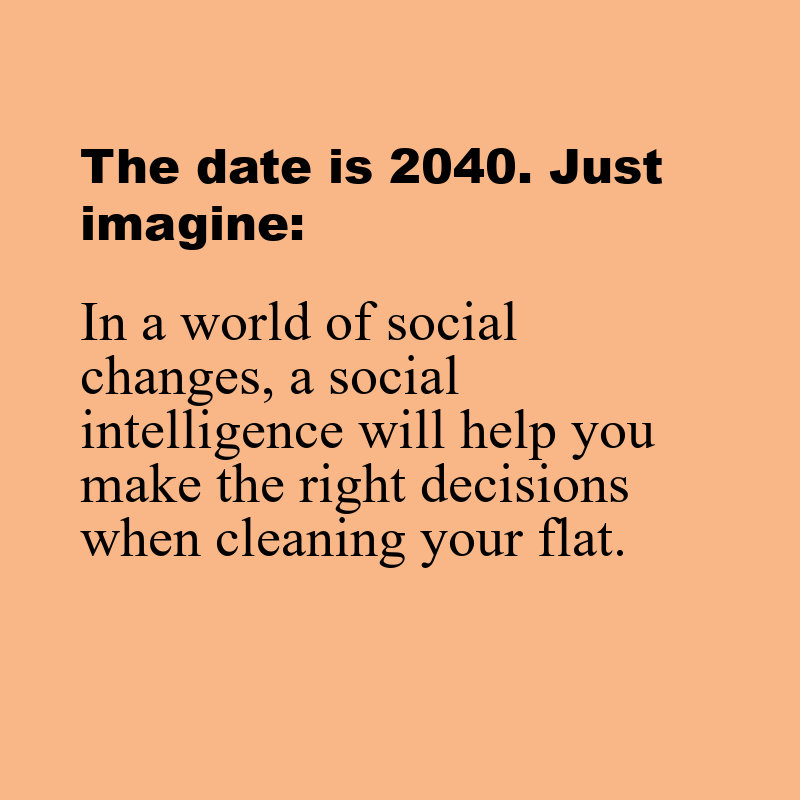 The date is 2040. Just
imagine:
In a world of social
changes, a social
intelligence will help you
make the right decisions
when cleaning your flat.